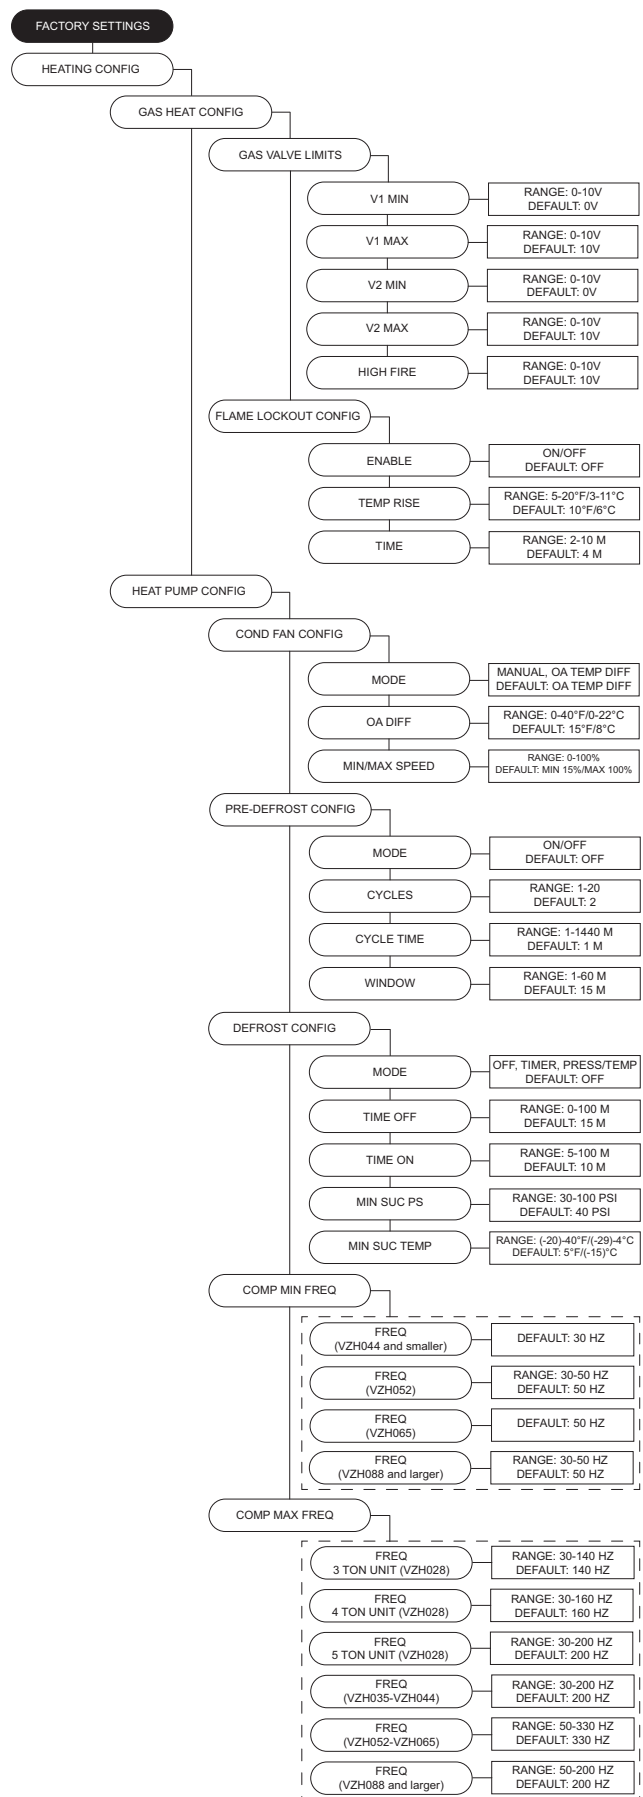 FACTORY SETTINGS
HEATING CONFIG
GAS HEAT CONFIG
GAS VALVE LIMITS
V1 MIN
RANGE: 0-10V
DEFAULT: 0V
V1 MAX
RANGE: 0-10V
DEFAULT: 10V
V2 MIN
RANGE: 0-10V
DEFAULT: 0V
V2 MAX
RANGE: 0-10V
DEFAULT: 10V
HIGH FIRE
RANGE: 0-10V
DEFAULT: 10V
FLAME LOCKOUT CONFIG
ENABLE
ON/OFF
DEFAULT: OFF
TEMP RISE
RANGE: 5-20°F/3-11°C
DEFAULT: 10°F/6°C
TIME
RANGE: 2-10 M
DEFAULT: 4 M
HEAT PUMP CONFIG
COND FAN CONFIG
MODE
MANUAL, OA TEMP DIFF
DEFAULT: OA TEMP DIFF
OA DIFF
RANGE: 0-40°F/0-22°C
DEFAULT: 15°F/8°C
MIN/MAX SPEED
RANGE: 0-100%
DEFAULT: MIN 15%/MAX 100%
PRE-DEFROST CONFIG
MODE
ON/OFF
DEFAULT: OFF
CYCLES
RANGE: 1-20
DEFAULT: 2
CYCLE TIME
RANGE: 1-1440 M
DEFAULT: 1 M
WINDOW
RANGE: 1-60 M
DEFAULT: 15 M
DEFROST CONFIG
MODE
OFF, TIMER, PRESS/TEMP
DEFAULT: OFF
TIME OFF
RANGE: 0-100 M
DEFAULT: 15 M
TIME ON
RANGE: 5-100 M
DEFAULT: 10 M
MIN SUC PS
RANGE: 30-100 PSI
DEFAULT: 40 PSI
MIN SUC TEMP
RANGE: (-20)-40°F/(-29)-4°C
DEFAULT: 5°F/(-15)°C
COMP MIN FREQ
FREQ
(VZH044 and smaller)
DEFAULT: 30 HZ
FREQ
(VZH052)
RANGE: 30-50 HZ
DEFAULT: 50 HZ
FREQ
(VZH065)
DEFAULT: 50 HZ
FREQ
(VZH088 and larger)
RANGE: 30-50 HZ
DEFAULT: 50 HZ
COMP MAX FREQ
FREQ
3 TON UNIT (VZH028)
RANGE: 30-140 HZ
DEFAULT: 140 HZ
FREQ
4 TON UNIT (VZH028)
RANGE: 30-160 HZ
DEFAULT: 160 HZ
FREQ
5 TON UNIT (VZH028)
RANGE: 30-200 HZ
DEFAULT: 200 HZ
FREQ
(VZH035-VZH044)
RANGE: 30-200 HZ
DEFAULT: 200 HZ
FREQ
(VZH052-VZH065)
RANGE: 50-330 HZ
DEFAULT: 330 HZ
FREQ
(VZH088 and larger)
RANGE: 50-200 HZ
DEFAULT: 200 HZ